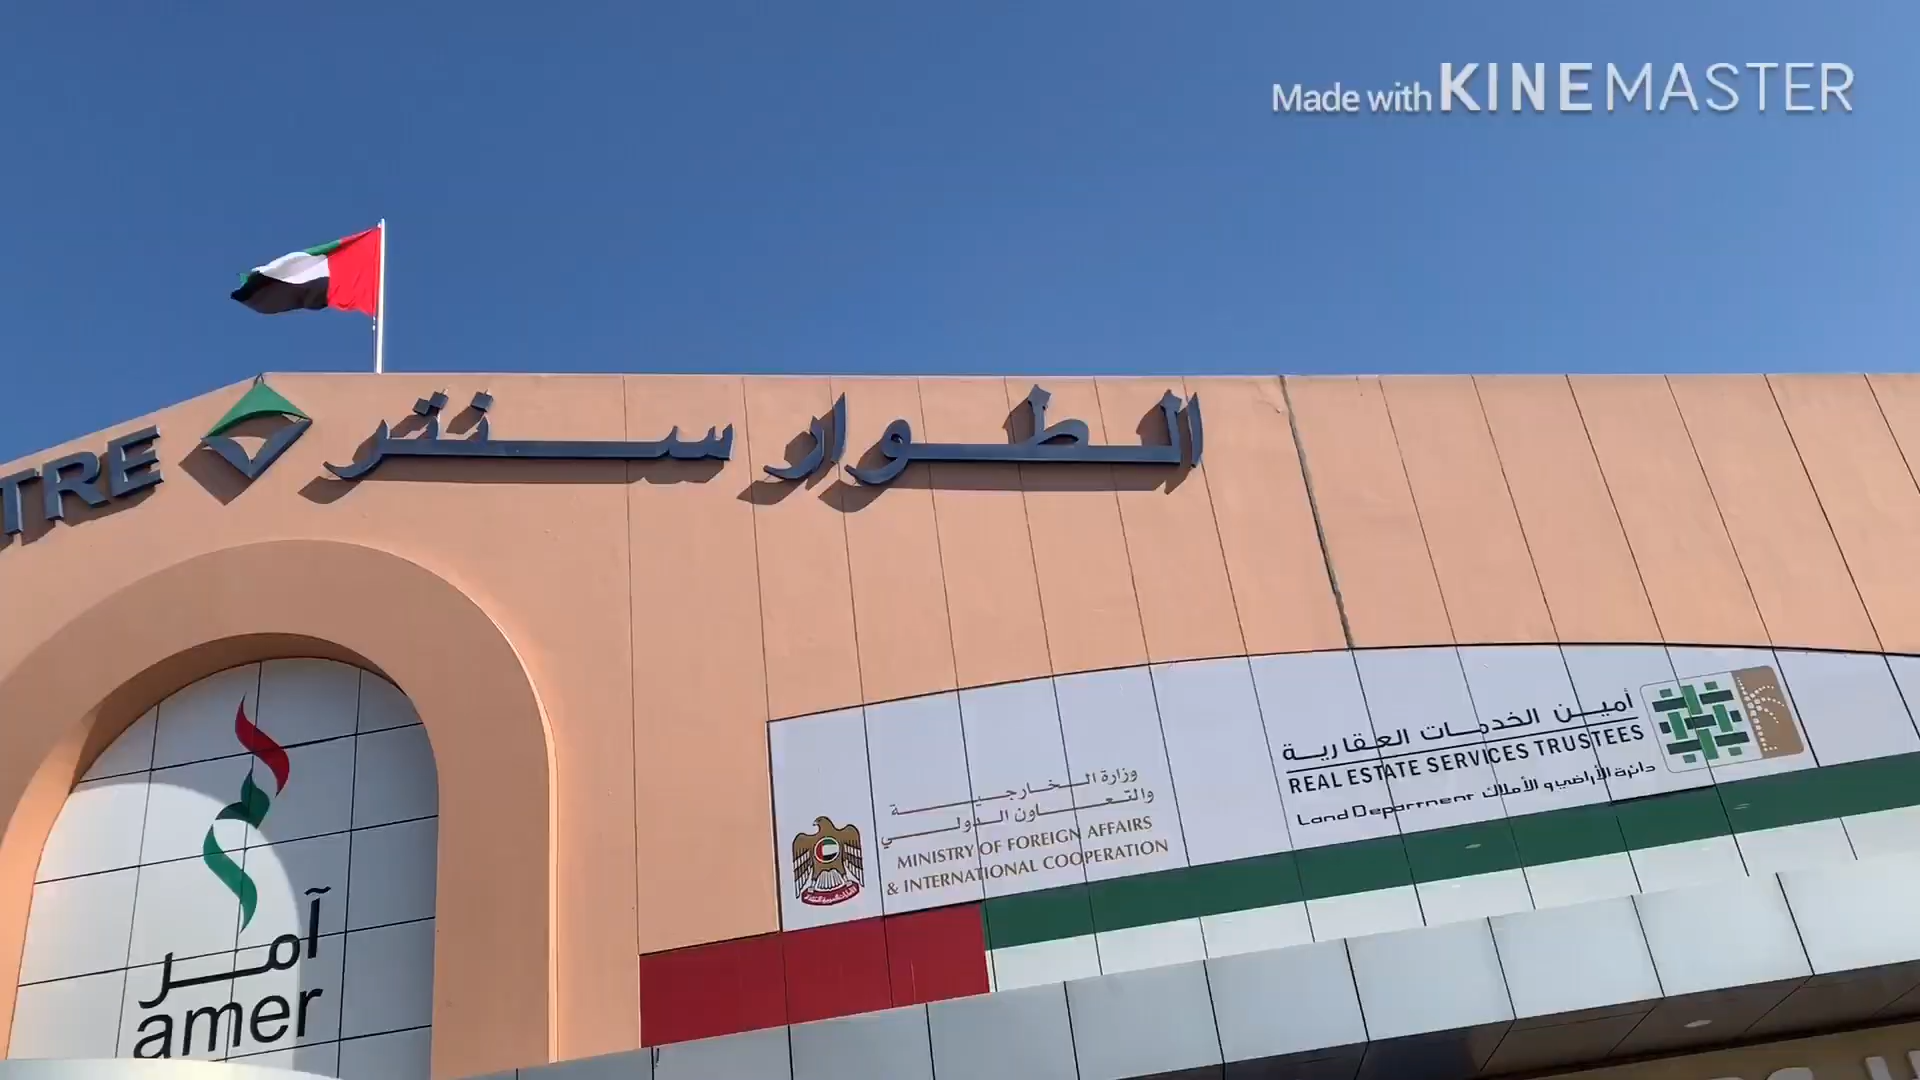 Made with KINEMASTER
TRE
الطوار سنتر
آمر
amer
وزارة الخارجية
والتعاون الدولي
MINISTRY OF FOREIGN AFFAIRS
& INTERNATIONAL COOPERATION
أمين الخدمات العقارية
REAL ESTATE SERVICES TRUSTEES
Land Department دائرة الأراضي و الأملاك